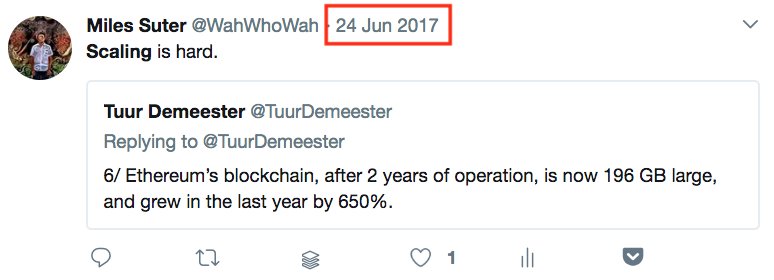 Miles Suter @WahWhoWah · 24 Jun 2017
Scaling is hard.
Tuur Demeester @TuurDemeester
Replying to @TuurDemeester
6/ Ethereum’s blockchain, after 2 years of operation, is now 196 GB large,
and grew in the last year by 650%.
1